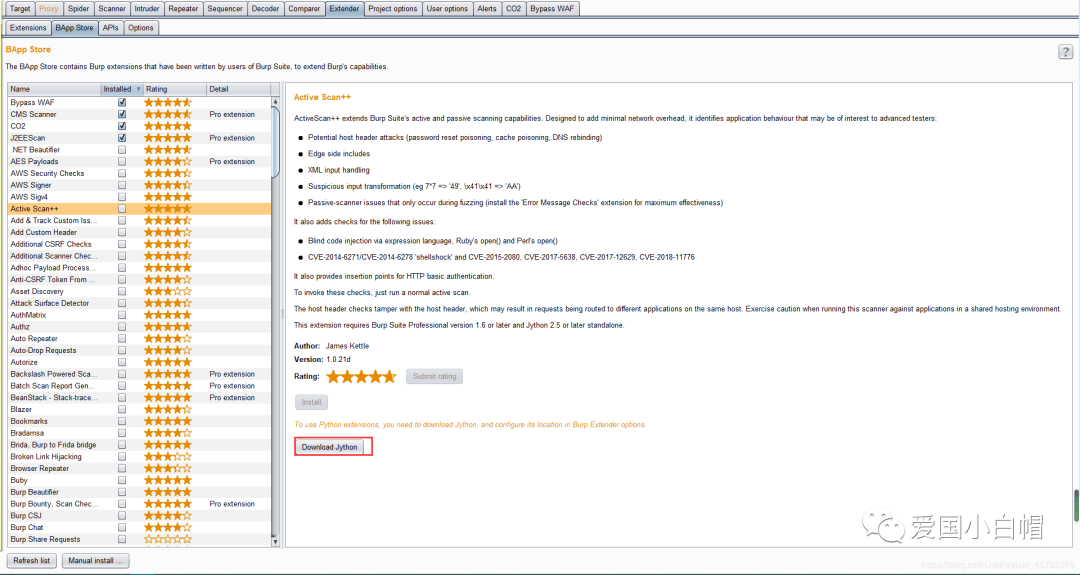 Target Proxy Spider Scanner Intruder Repeater Sequencer Decoder Comparer Extender Project options User options Alerts CO2 Bypass WAF
Extensions BApp Store APIs Options
BApp Store
?
The BApp Store contains Burp extensions that have been written by users of Burp Suite, to extend Burp's capabilities.
Name Installed Rating Detail
Bypass WAF
CMS Scanner Pro extension
CO2
J2EEScan Pro extension
.NET Beautifier
AES Payloads Pro extension
AWS Security Checks
AWS Signer
AWS Sigv4
Active Scan++
Add & Track Custom Iss...
Add Custom Header
Additional CSRF Checks
Additional Scanner Chec...
Adhoc Payload Process...
Anti-CSRF Token From ...
Asset Discovery
Attack Surface Detector
AuthMatrix
Authz
Auto Repeater
Auto-Drop Requests
Autorize
Backslash Powered Sca... Pro extension
Batch Scan Report Gen... Pro extension
BeanStack - Stack-trace... Pro extension
Blazer
Bookmarks
Bradamsa
Brida, Burp to Frida bridge
Broken Link Hijacking
Browser Repeater
Buby
Burp Beautifier
Burp Bounty, Scan Chec... Pro extension
Burp CSJ
Burp Chat
Burp Share Requests
Refresh list Manual install ...
Active Scan++
ActiveScan++ extends Burp Suite's active and passive scanning capabilities. Designed to add minimal network overhead, it identifies application behaviour that may be of interest to advanced testers:
● Potential host header attacks (password reset poisoning, cache poisoning, DNS rebinding)
● Edge side includes
● XML input handling
● Suspicious input transformation (eg 7*7 => '49', \x41\x41 => 'AA')
● Passive-scanner issues that only occur during fuzzing (install the 'Error Message Checks' extension for maximum effectiveness)
It also adds checks for the following issues:
● Blind code injection via expression language, Ruby's open() and Perl's open()
● CVE-2014-6271/CVE-2014-6278 'shellshock' and CVE-2015-2080, CVE-2017-5638, CVE-2017-12629, CVE-2018-11776
It also provides insertion points for HTTP basic authentication.
To invoke these checks, just run a normal active scan.
The host header checks tamper with the host header, which may result in requests being routed to different applications on the same host. Exercise caution when running this scanner against applications in a shared hosting environment.
This extension requires Burp Suite Professional version 1.6 or later and Jython 2.5 or later standalone.
Author: James Kettle
Version: 1.0.21d
Rating: Submit rating
Install
To use Python extensions, you need to download Jython, and configure its location in Burp Extender options.
Download Jython
爱国小白帽